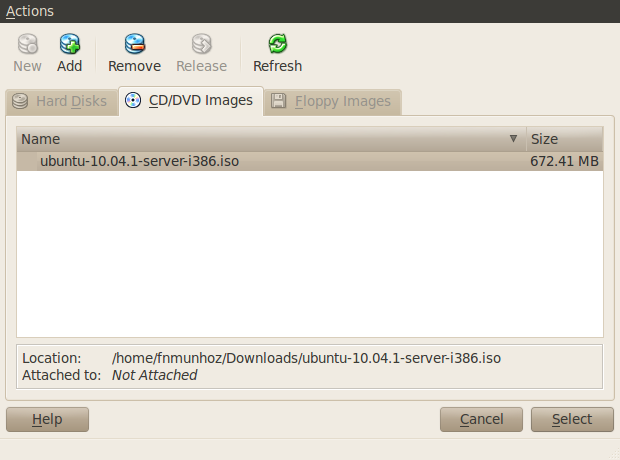 Actions
New Add Remove Release Refresh
Hard Disks CD/DVD Images Floppy Images
Name Size
ubuntu-10.04.1-server-i386.iso 672.41 MB
Location: /home/fnmunhoz/Downloads/ubuntu-10.04.1-server-i386.iso
Attached to: Not Attached
Help Cancel Select